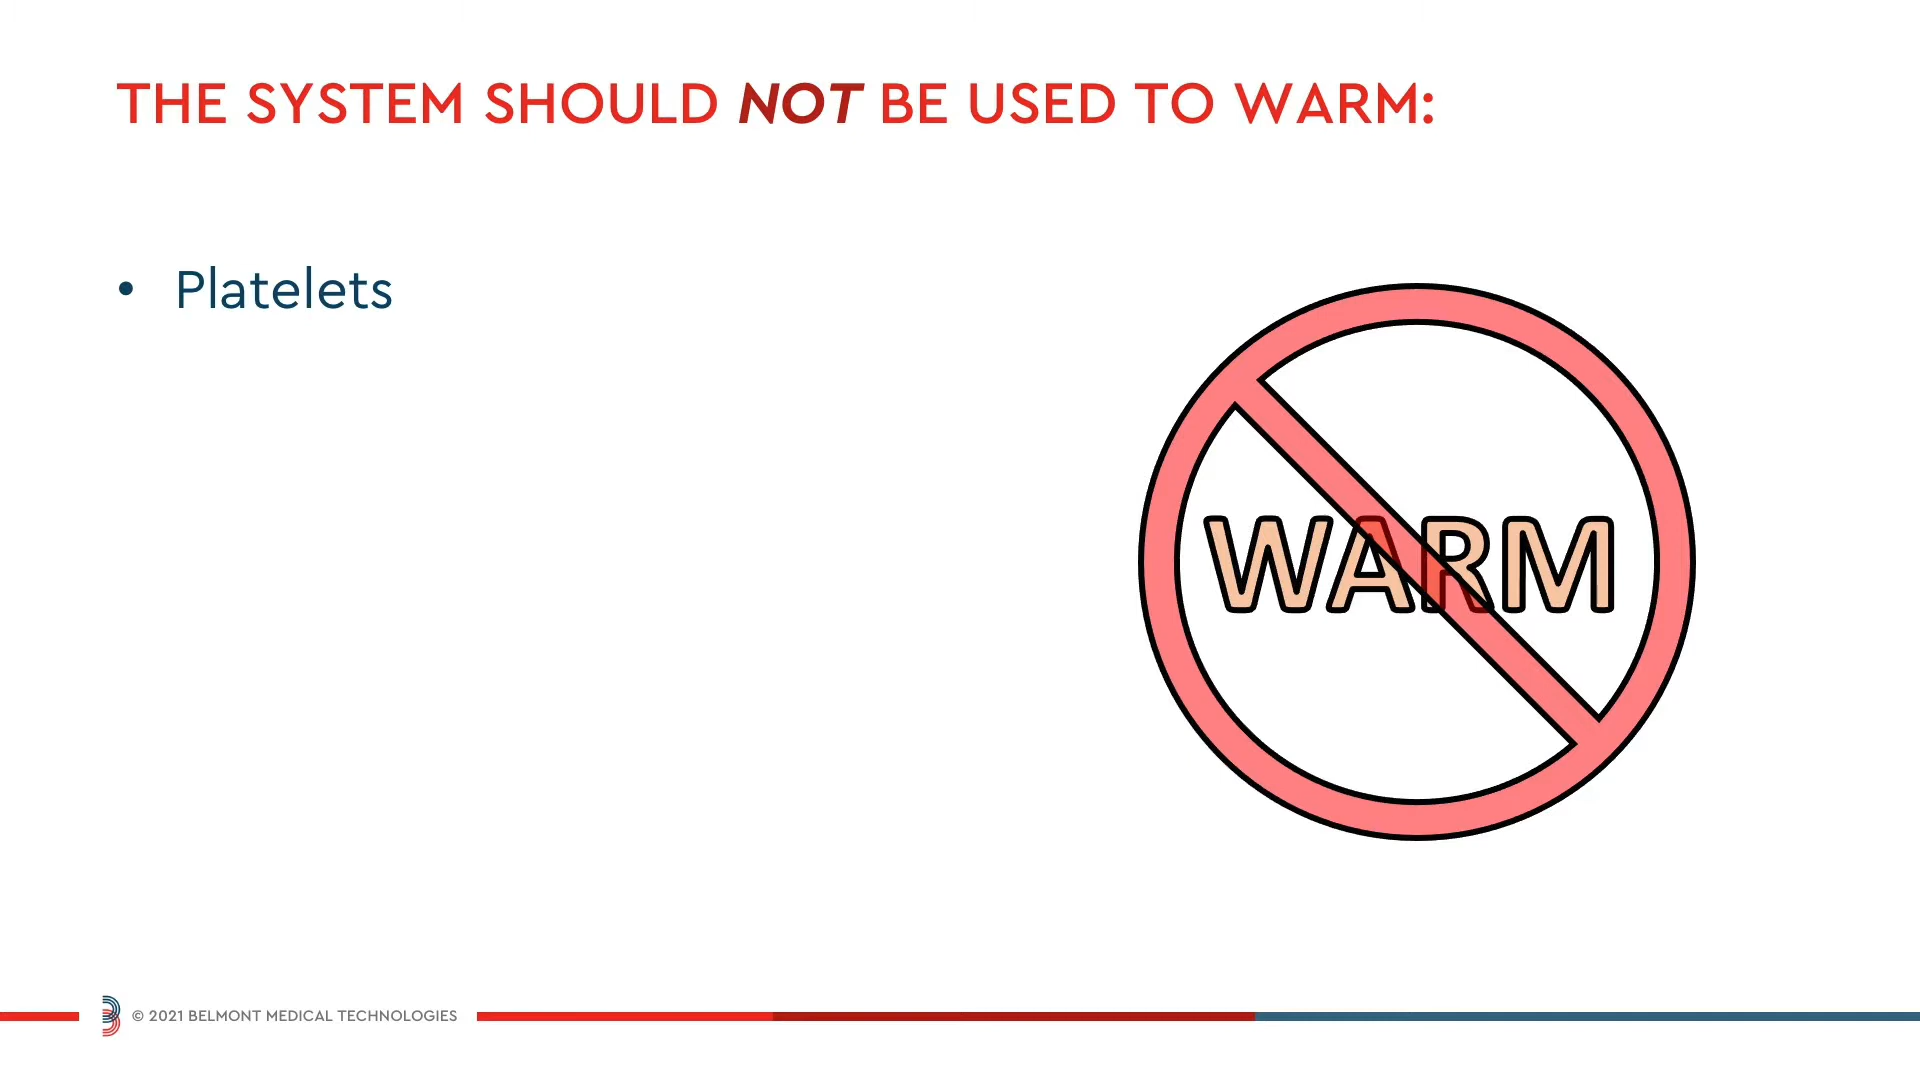 THE SYSTEM SHOULD NOT BE USED TO WARM:
• Platelets
WARM
© 2021 BELMONT MEDICAL TECHNOLOGIES